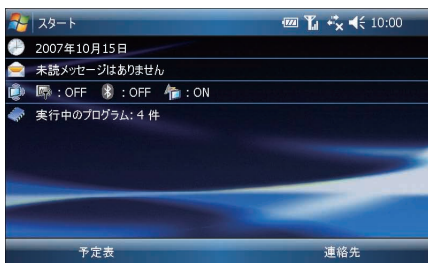 スタート 10:00
2007年10月15日
未読メッセージはありません
: OFF : OFF : ON
実行中のプログラム: 4 件
予定表 連絡先